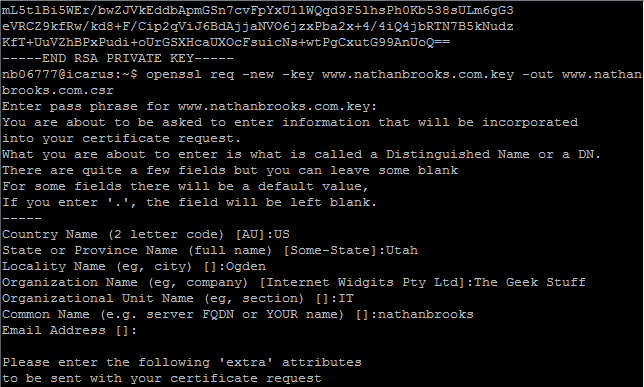 mL5tlBi5WEr/bwZJVkEddbApmGSn7cvFpYxU1lWQqd3F5lhsPh0Kb538sULm6gG3
eVRCZ9kfRw/kd8+F/Cip2qViJ6BdAjjaNVO6jzxPba2x+4/4iQ4jbRTN7B5kNudz
KfT+UuVZhBPxPudi+oUrGSXHcaUXOcFsuicNs+wtPgCxutG99AnUoQ==
-----END RSA PRIVATE KEY-----
nb06777@icarus:~$ openssl req -new -key www.nathanbrooks.com.key -out www.nathan
brooks.com.csr
Enter pass phrase for www.nathanbrooks.com.key:
You are about to be asked to enter information that will be incorporated
into your certificate request.
What you are about to enter is what is called a Distinguished Name or a DN.
There are quite a few fields but you can leave some blank
For some fields there will be a default value,
If you enter '.', the field will be left blank.
-----
Country Name (2 letter code) [AU]:US
State or Province Name (full name) [Some-State]:Utah
Locality Name (eg, city) []:Ogden
Organization Name (eg, company) [Internet Widgits Pty Ltd]:The Geek Stuff
Organizational Unit Name (eg, section) []:IT
Common Name (e.g. server FQDN or YOUR name) []:nathanbrooks
Email Address []:
Please enter the following 'extra' attributes
to be sent with your certificate request